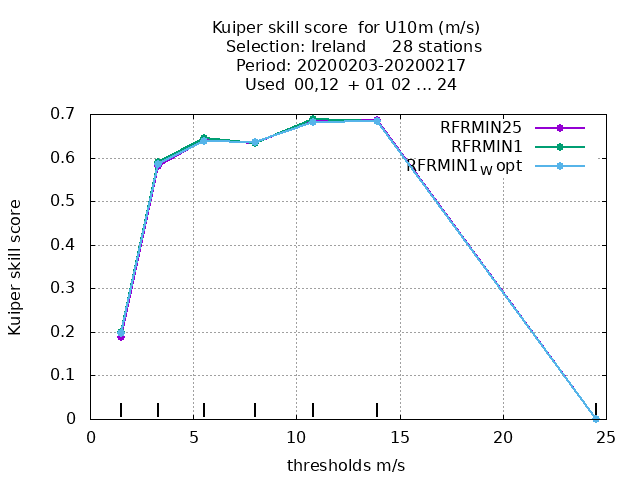 Kuiper skill score  for U10m (m/s)
Selection: Ireland     28 stations
Period: 20200203-20200217
Used  00,12  + 01 02 ... 24
RFRMIN25
RFRMIN1
RFRMIN1W opt
Kuiper skill score
0.7
0.6
0.5
0.4
0.3
0.2
0.1
0
0 5 10 15 20 25
thresholds m/s